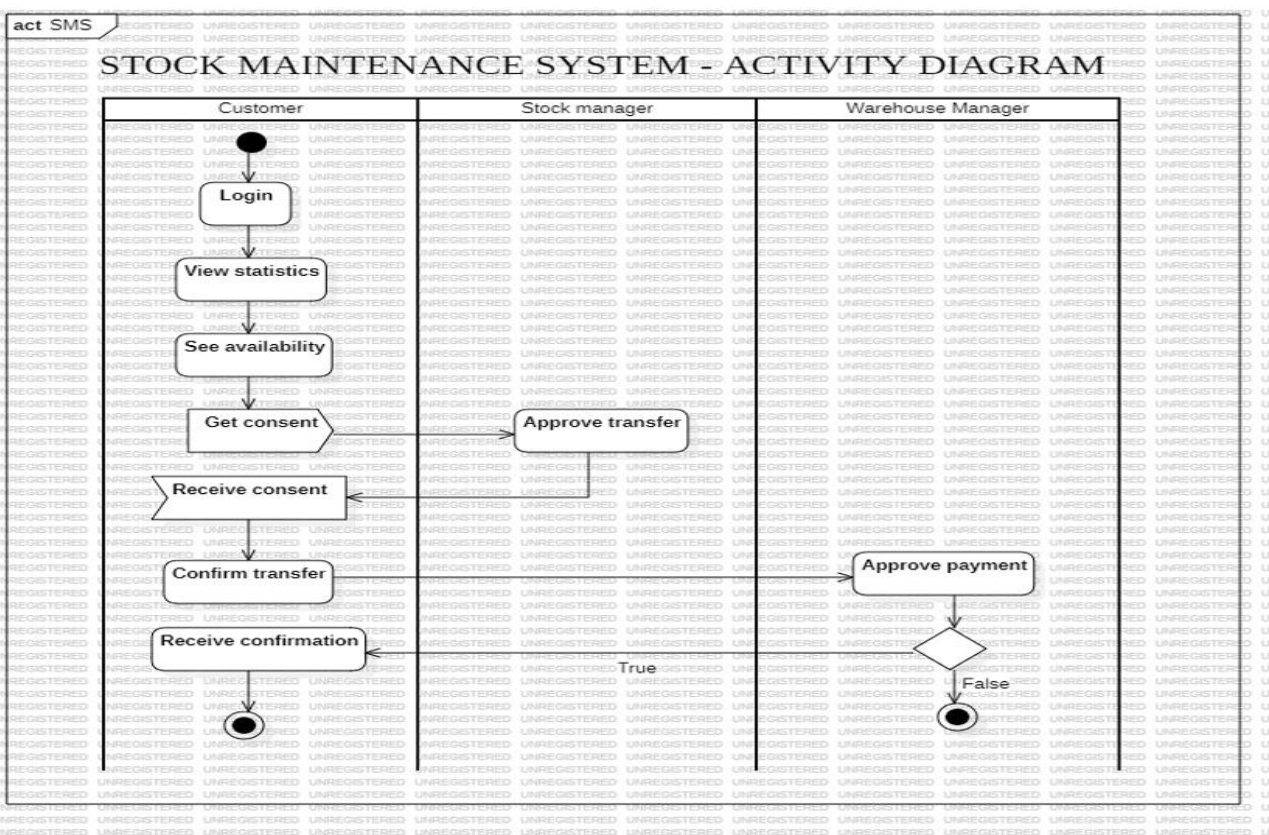 act SMS
STOCK MAINTENANCE SYSTEM - ACTIVITY DIAGRAM
Customer
Stock manager
Warehouse Manager
Login
View statistics
See availability
Get consent
Approve transfer
Receive consent
Confirm transfer
Approve payment
Receive confirmation
True
False
UNREGISTERED